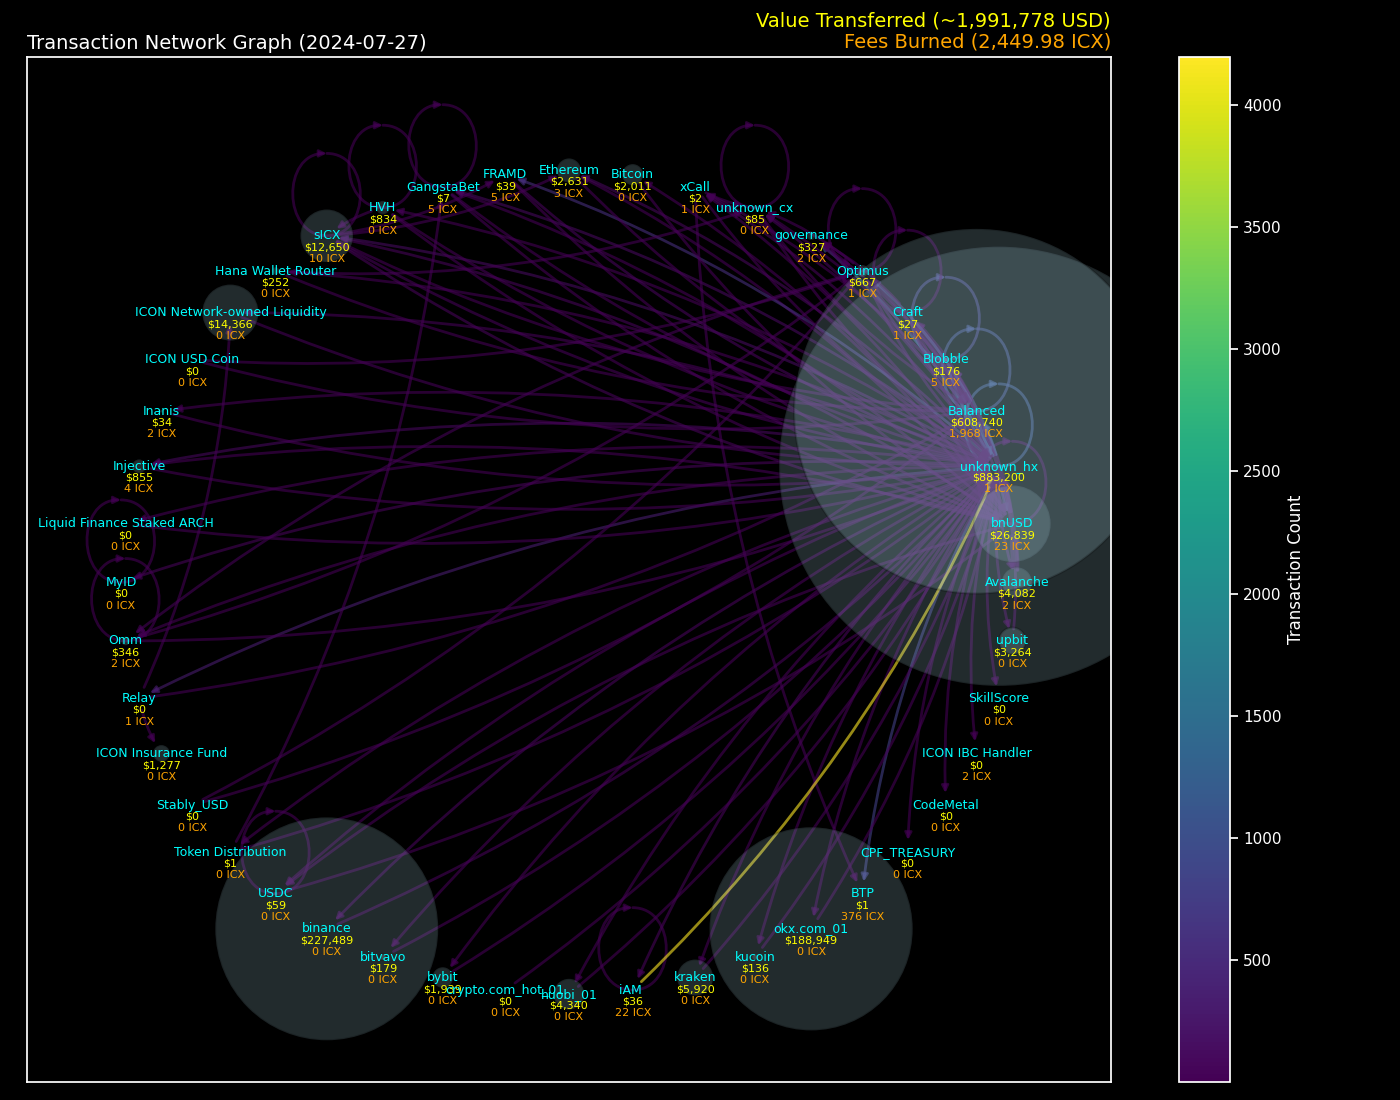 Value Transferred (~1,991,778 USD)
Transaction Network Graph (2024-07-27)
Fees Burned (2,449.98 ICX)
FRAMD
$39
5 ICX
Ethereum
$2,631
3 ICX
Bitcoin
$2,011
0 ICX
GangstaBet
$7
5 ICX
xCall
$2
1 ICX
HVH
$834
0 ICX
unknown_cx
$85
0 ICX
sICX
$12,650
10 ICX
governance
$327
2 ICX
Hana Wallet Router
$252
0 ICX
Optimus
$667
1 ICX
ICON Network-owned Liquidity
$14,366
0 ICX
Craft
$27
1 ICX
ICON USD Coin
$0
0 ICX
Blobble
$176
5 ICX
Inanis
$34
2 ICX
Balanced
$608,740
1,968 ICX
Injective
$855
4 ICX
unknown_hx
$883,200
ICX
Liquid Finance Staked ARCH
$0
0 ICX
bnUSD
$26,839
23 ICX
MyID
$0
0 ICX
Avalanche
$4,082
2 ICX
Omm
$346
2 ICX
upbit
$3,264
0 ICX
Relay
$0
1 ICX
SkillScore
$0
0 ICX
ICON Insurance Fund
$1,277
0 ICX
ICON IBC Handler
$0
2 ICX
Stably_USD
$0
0 ICX
CodeMetal
$0
0 ICX
Token Distribution
$1
0 ICX
CPF_TREASURY
$0
0 ICX
USDC
$59
0 ICX
BTP
$1
376 ICX
binance
$227,489
0 ICX
okx.com_01
$188,949
0 ICX
bitvavo
$179
0 ICX
kucoin
$136
0 ICX
bybit
$1,939
0 ICX
crypto.com_hot_01
$0
0 ICX
huobi_01
$4,340
0 ICX
iAM
$36
22 ICX
kraken
$5,920
0 ICX
4000
3500
3000
2500
2000
1500
1000
500
Transaction Count